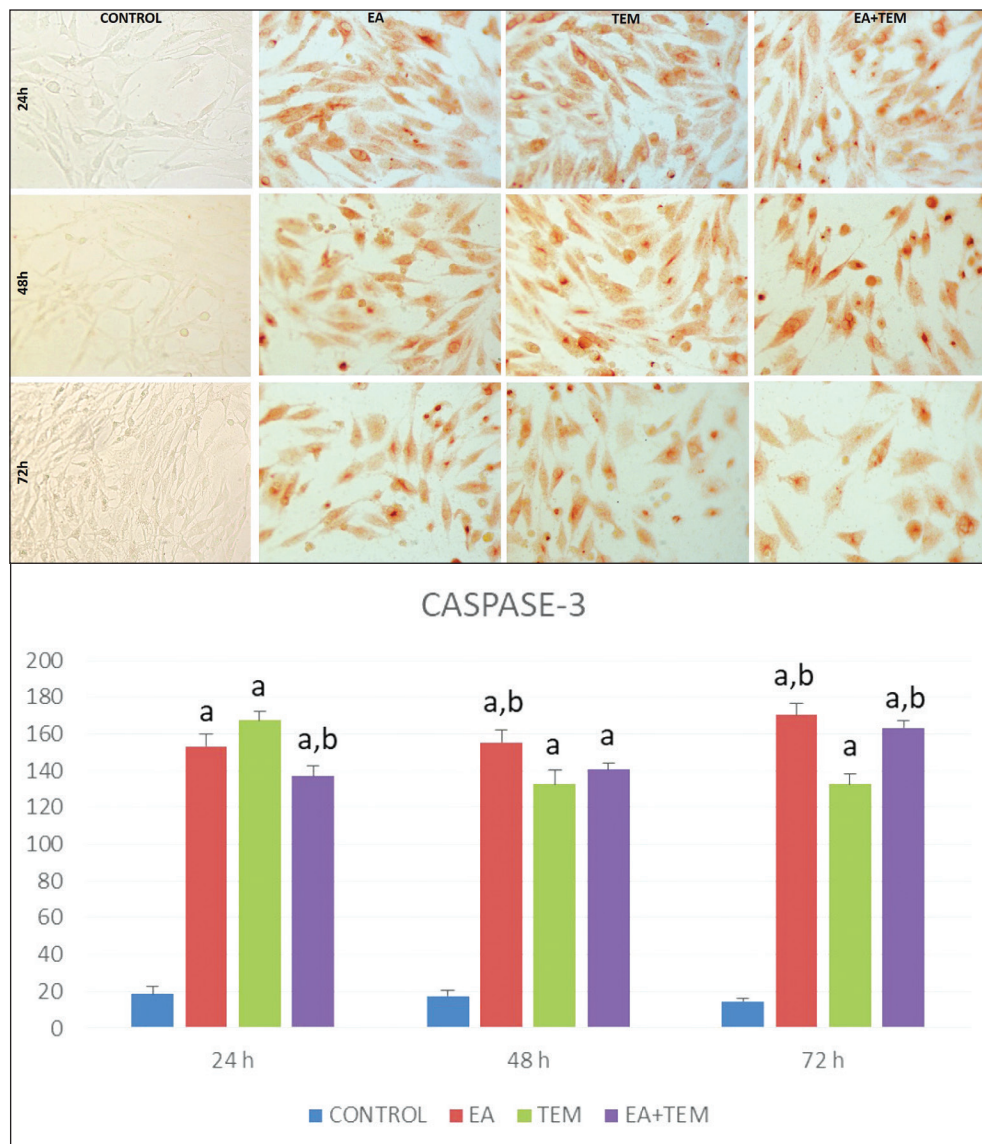 CONTROL EA TEM EA+TEM
24h
48h
72h
CASPASE-3
200
180
160
140
120
100
80
60
40
20
0
a a a,b a,b a a a,b a a,b
24 h 48 h 72 h
CONTROL EA TEM EA+TEM